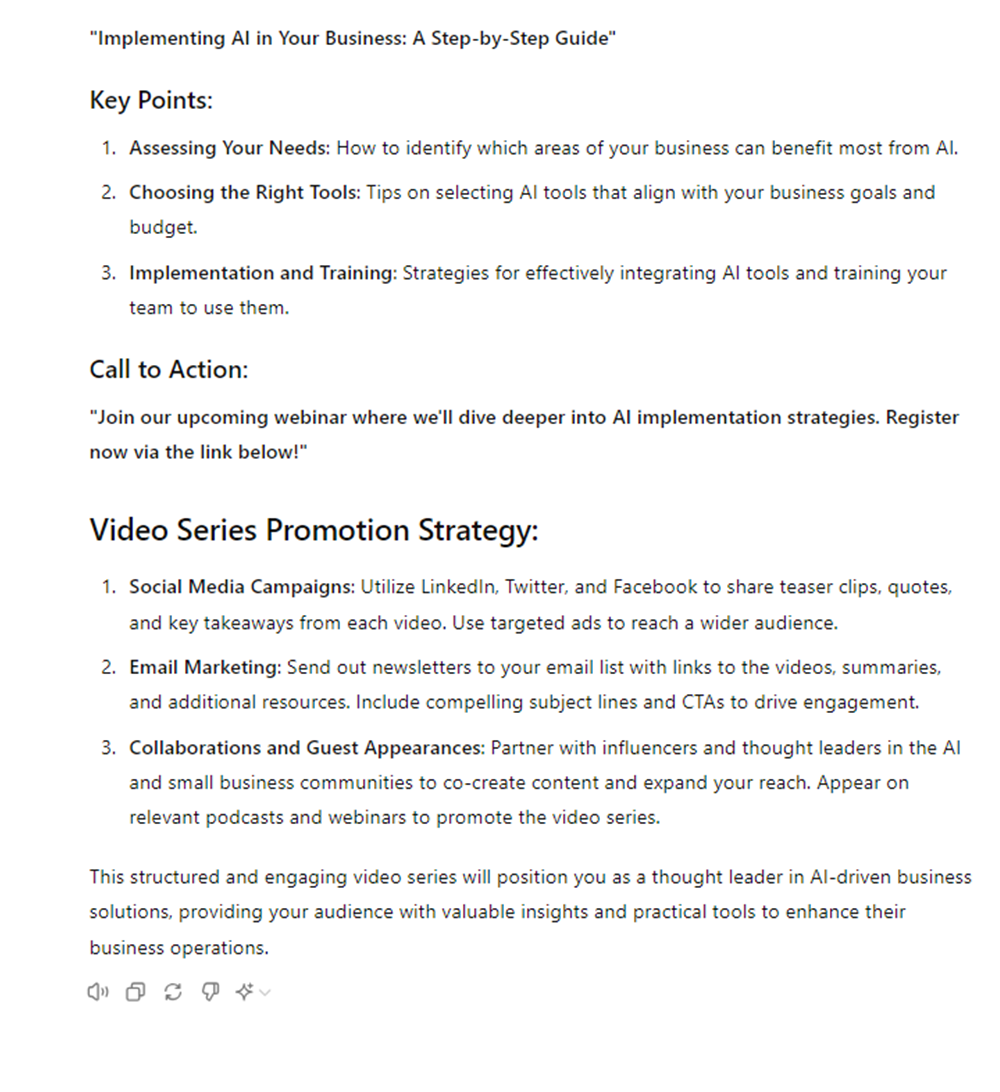 "Implementing AI in Your Business: A Step-by-Step Guide"
Key Points:
1. Assessing Your Needs: How to identify which areas of your business can benefit most from AI.
2. Choosing the Right Tools: Tips on selecting AI tools that align with your business goals and
budget.
3. Implementation and Training: Strategies for effectively integrating AI tools and training your
team to use them.
Call to Action:
"Join our upcoming webinar where we'll dive deeper into AI implementation strategies. Register
now via the link below!"
Video Series Promotion Strategy:
1. Social Media Campaigns: Utilize LinkedIn, Twitter, and Facebook to share teaser clips, quotes,
and key takeaways from each video. Use targeted ads to reach a wider audience.
2. Email Marketing: Send out newsletters to your email list with links to the videos, summaries,
and additional resources. Include compelling subject lines and CTAs to drive engagement.
3. Collaborations and Guest Appearances: Partner with influencers and thought leaders in the AI
and small business communities to co-create content and expand your reach. Appear on
relevant podcasts and webinars to promote the video series.
This structured and engaging video series will position you as a thought leader in AI-driven business
solutions, providing your audience with valuable insights and practical tools to enhance their
business operations.